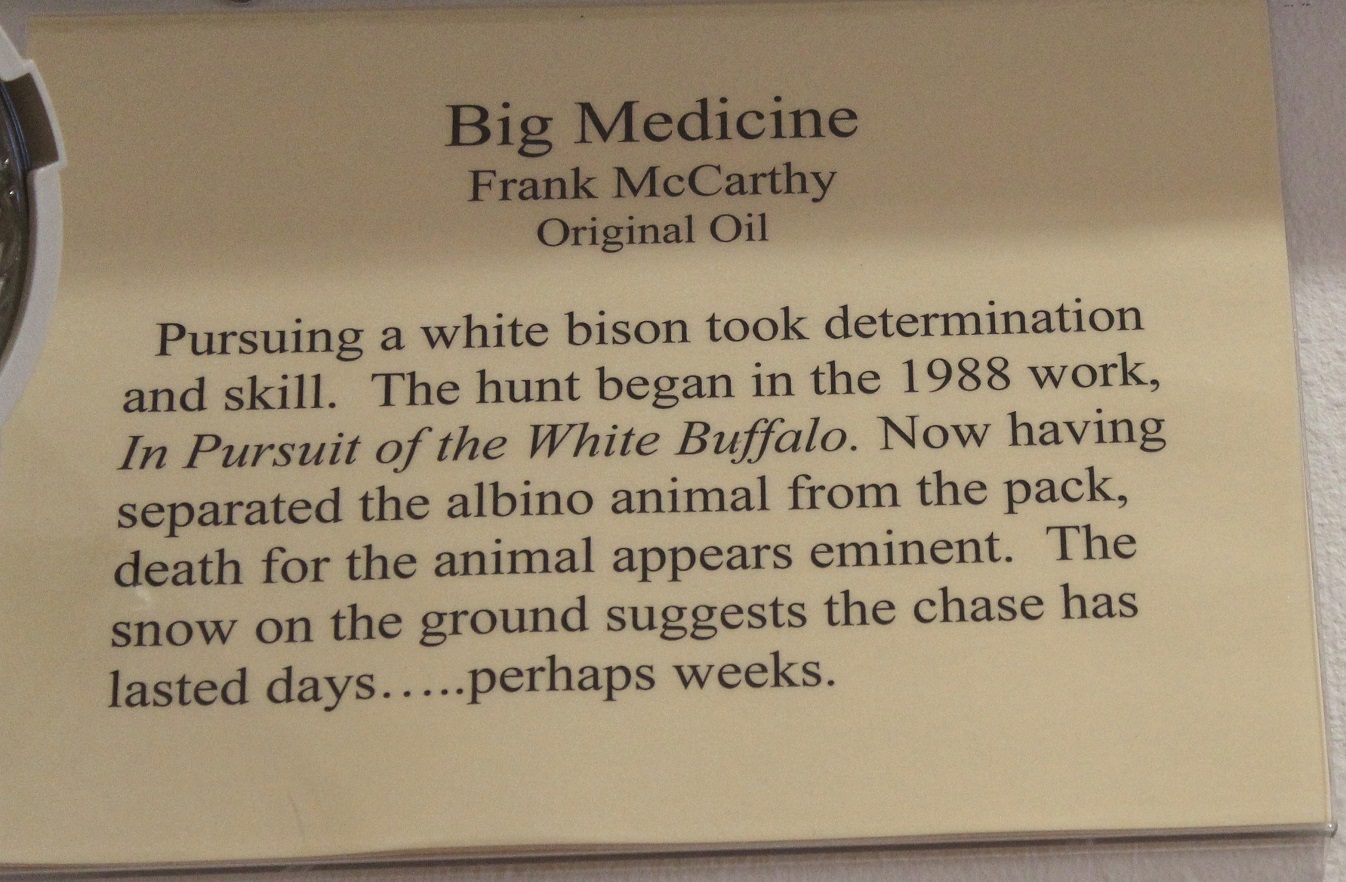 Big Medicine
Frank McCarthy
Original Oil
Pursuing a white bison took determination
and skill.  The hunt began in the 1988 work,
In Pursuit of the White Buffalo. Now having
separated the albino animal from the pack,
death for the animal appears eminent.  The
snow on the ground suggests the chase has
lasted days.....perhaps weeks.